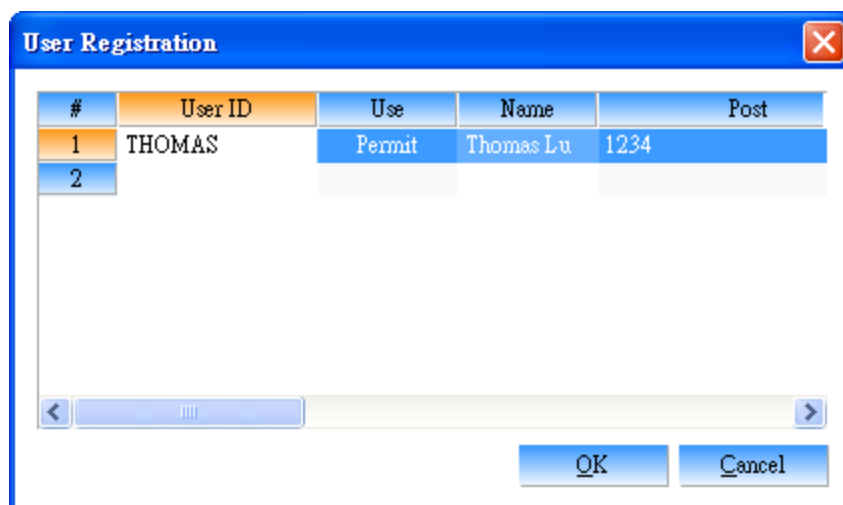 User Registration
# User ID Use Name Post
1 THOMAS Permit Thomas Lu 1234
2
OK Cancel